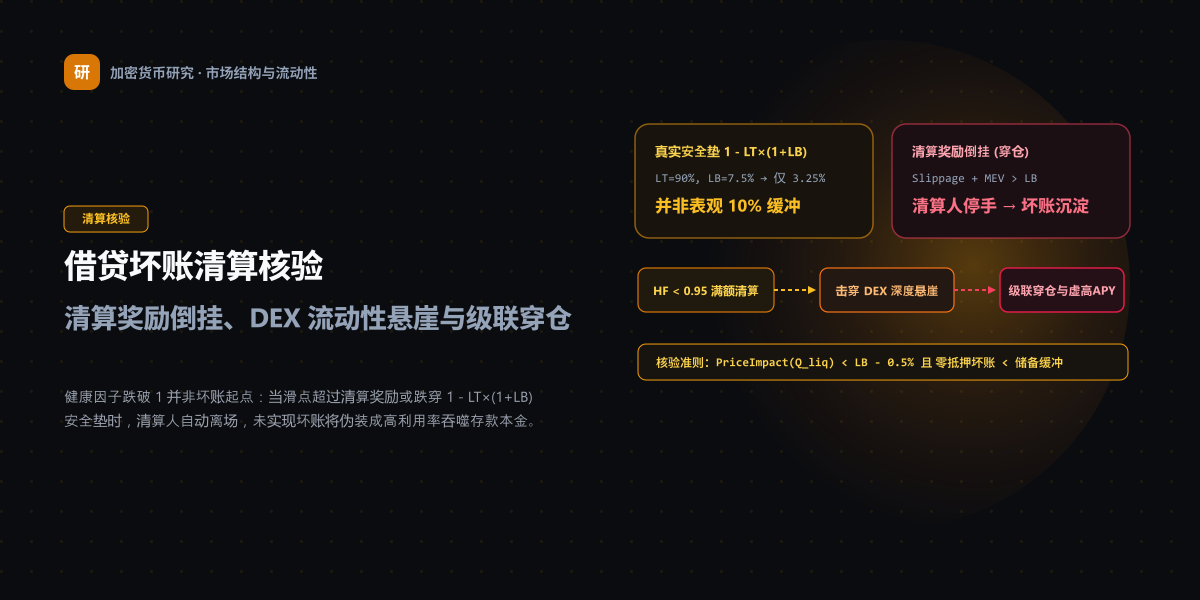 研
加密货币研究 · 市场结构与流动性
清算核验
借贷坏账清算核验
清算奖励倒挂、DEX 流动性悬崖与级联穿仓
健康因子跌破 1 并非坏账起点：当滑点超过清算奖励或跌穿 1 - LT×(1+LB)
安全垫时，清算人自动离场，未实现坏账将伪装成高利用率吞噬存款本金。
真实安全垫 1 - LT×(1+LB)
LT=90%, LB=7.5% → 仅 3.25%
并非表观 10% 缓冲
清算奖励倒挂 (穿仓)
Slippage + MEV > LB
清算人停手 → 坏账沉淀
HF < 0.95 满额清算
击穿 DEX 深度悬崖
级联穿仓与虚高APY
核验准则：PriceImpact(Q_liq) < LB - 0.5% 且 零抵押坏账 < 储备缓冲